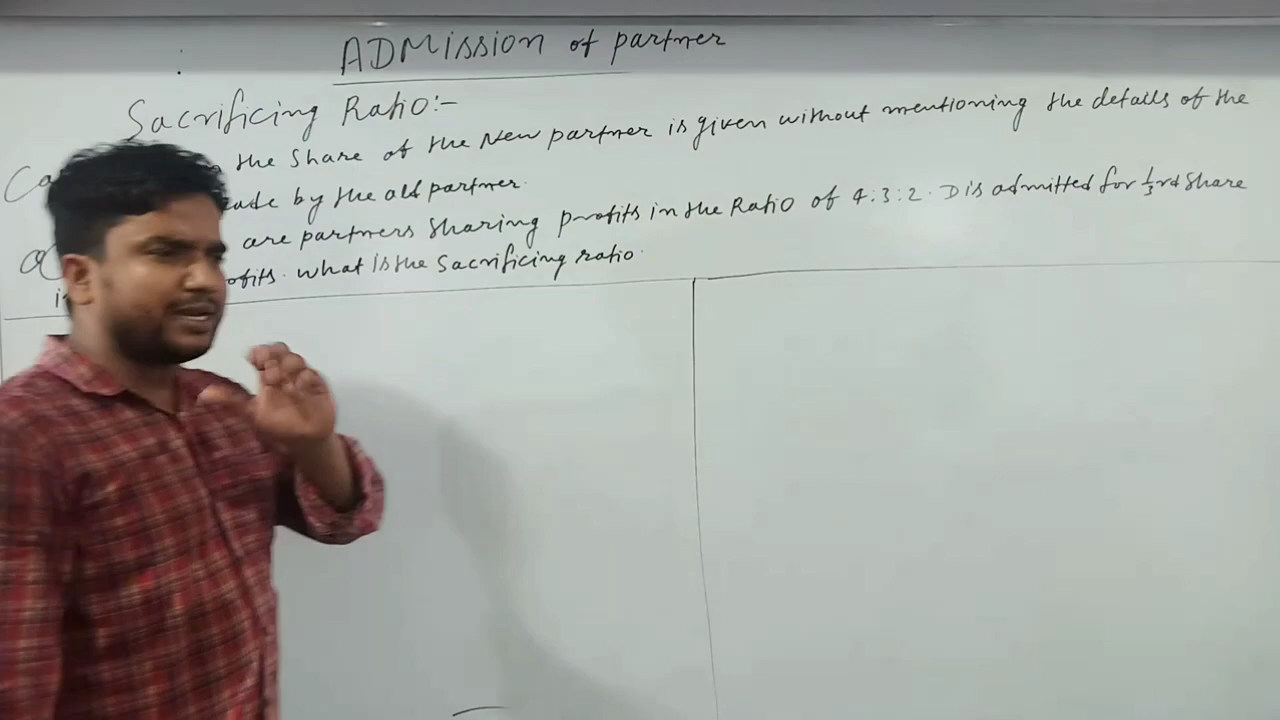 ADMission of partner
Sacrificing Ratio:-
the Share of the New partner is given without mentioning the details of the
by the old partner.
are partners Sharing profits in the Ratio of 4:3:2. D is admitted for 1/3rd Share
what is the Sacrificing ratio.